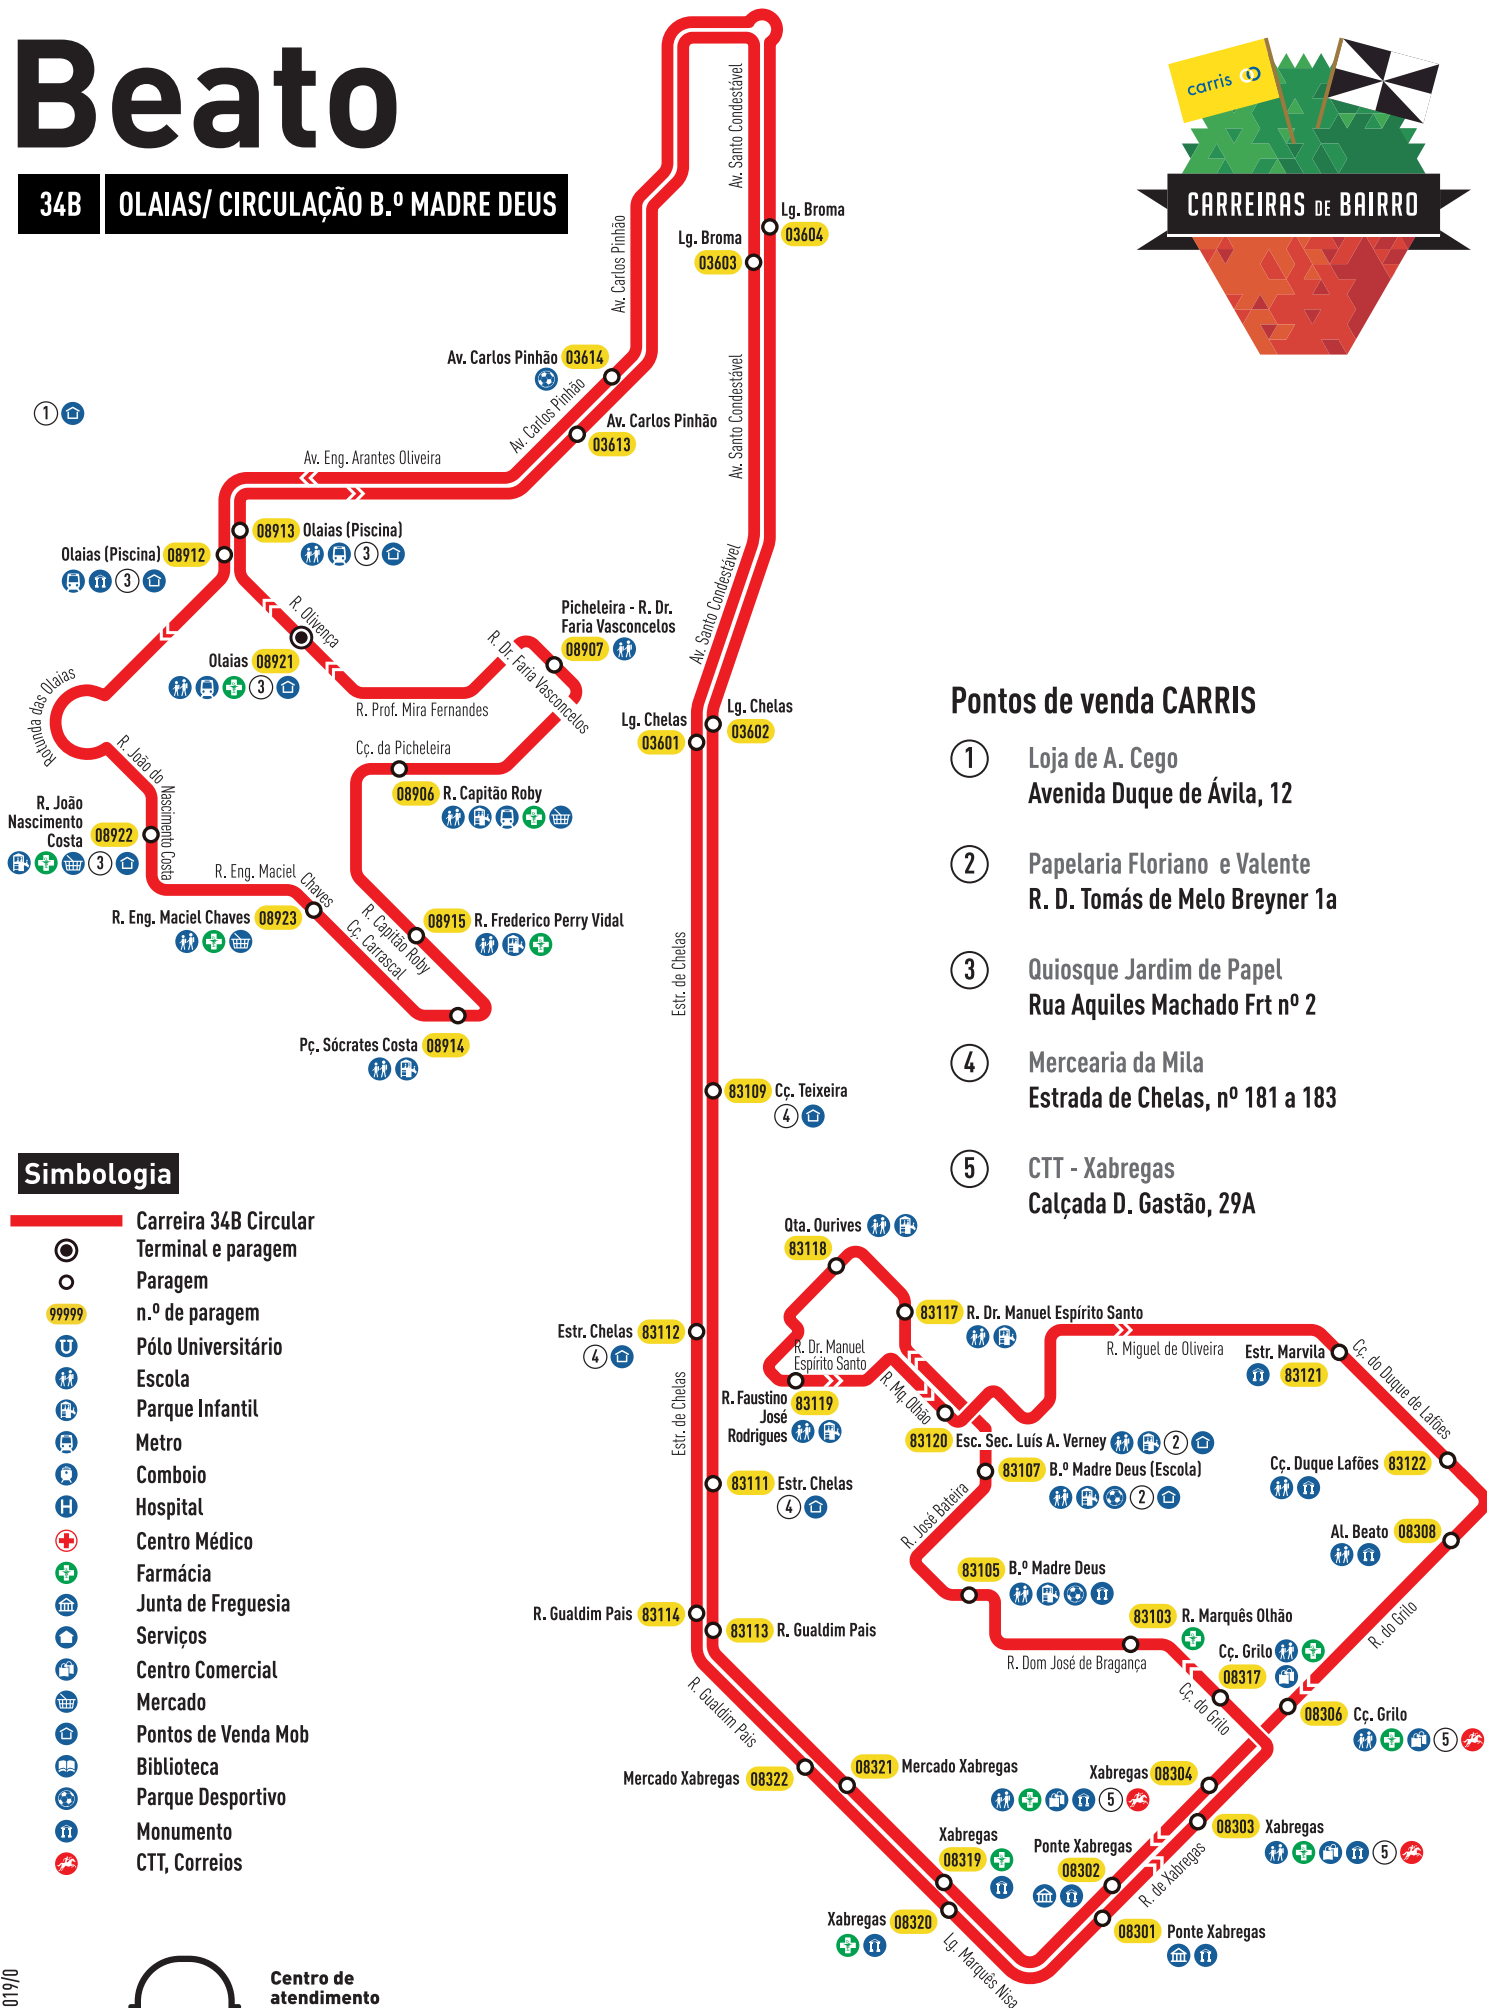 Beato
34B
OLAIAS/ CIRCULAÇÃO B.º MADRE DEUS
carris
CARREIRAS DE BAIRRO
Av. Santo Condestável
Lg. Broma
03604
Lg. Broma
03603
Av. Carlos Pinhão
Av. Carlos Pinhão 03614
Av. Carlos Pinhão
Av. Carlos Pinhão
03613
Av. Santo Condestável
1
Av. Eng. Arantes Oliveira
08913 Olaias (Piscina)
3
Olaias (Piscina) 08912
3
R. Olivença
Olaias 08921
3
Picheleira - R. Dr.
Faria Vasconcelos
08907
R. Dr. Faria Vasconcelos
R. Prof. Mira Fernandes
Rotunda das Olaias
Cç. da Picheleira
08906 R. Capitão Roby
R. João do Nascimento Costa
R. João
Nascimento
Costa 08922
3
R. Eng. Maciel Chaves
R. Eng. Maciel Chaves 08923
R. Capitão Roby
Cç. Carrascal
08915 R. Frederico Perry Vidal
Pç. Sócrates Costa 08914
Av. Santo Condestável
Lg. Chelas
03602
Lg. Chelas
03601
Estr. de Chelas
83109 Cç. Teixeira
4
Estr. Chelas 83112
4
Estr. de Chelas
83111 Estr. Chelas
4
R. Gualdim Pais 83114
83113 R. Gualdim Pais
R. Gualdim Pais
Mercado Xabregas 08322
08321 Mercado Xabregas
Xabregas
08319
Xabregas 08320
Lg. Marquês Nisa
Ponte Xabregas
08302
08301 Ponte Xabregas
R. de Xabregas
Xabregas 08304
5
08303 Xabregas
5
Pontos de venda CARRIS
1 Loja de A. Cego
Avenida Duque de Ávila, 12
2 Papelaria Floriano e Valente
R. D. Tomás de Melo Breyner 1a
3 Quiosque Jardim de Papel
Rua Aquiles Machado Frt nº 2
4 Mercearia da Mila
Estrada de Chelas, nº 181 a 183
5 CTT - Xabregas
Calçada D. Gastão, 29A
Qta. Ourives
83118
83117 R. Dr. Manuel Espírito Santo
R. Dr. Manuel
Espírito Santo
R. Faustino
José
Rodrigues
83119
R. Mq. Olhão
83120 Esc. Sec. Luís A. Verney
2
83107 B.º Madre Deus (Escola)
2
R. José Bateira
83105 B.º Madre Deus
R. Dom José de Bragança
83103 R. Marquês Olhão
Cç. Grilo
08317
Cç. do Grilo
08306 Cç. Grilo
5
R. do Grilo
Al. Beato 08308
Cç. Duque Lafões 83122
Cç. do Duque de Lafões
Estr. Marvila
83121
R. Miguel de Oliveira
Simbologia
Carreira 34B Circular
Terminal e paragem
Paragem
99999 n.º de paragem
U Pólo Universitário
Escola
Parque Infantil
Metro
Comboio
H Hospital
Centro Médico
Farmácia
Junta de Freguesia
Serviços
Centro Comercial
Mercado
Pontos de Venda Mob
Biblioteca
Parque Desportivo
Monumento
CTT, Correios
Centro de
atendimento
019/0